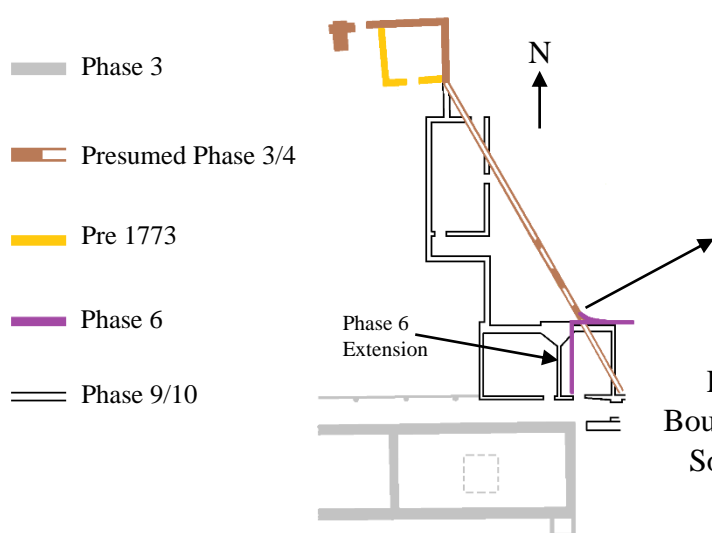 Phase 3
Presumed Phase 3/4
Pre 1773
Phase 6
Phase 9/10
N
Phase 6
Extension